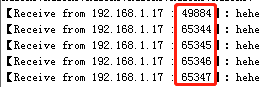 【Receive from 192.168.1.17 : 49884】: hehe
【Receive from 192.168.1.17 : 65344】: hehe
【Receive from 192.168.1.17 : 65345】: hehe
【Receive from 192.168.1.17 : 65346】: hehe
【Receive from 192.168.1.17 : 65347】: hehe